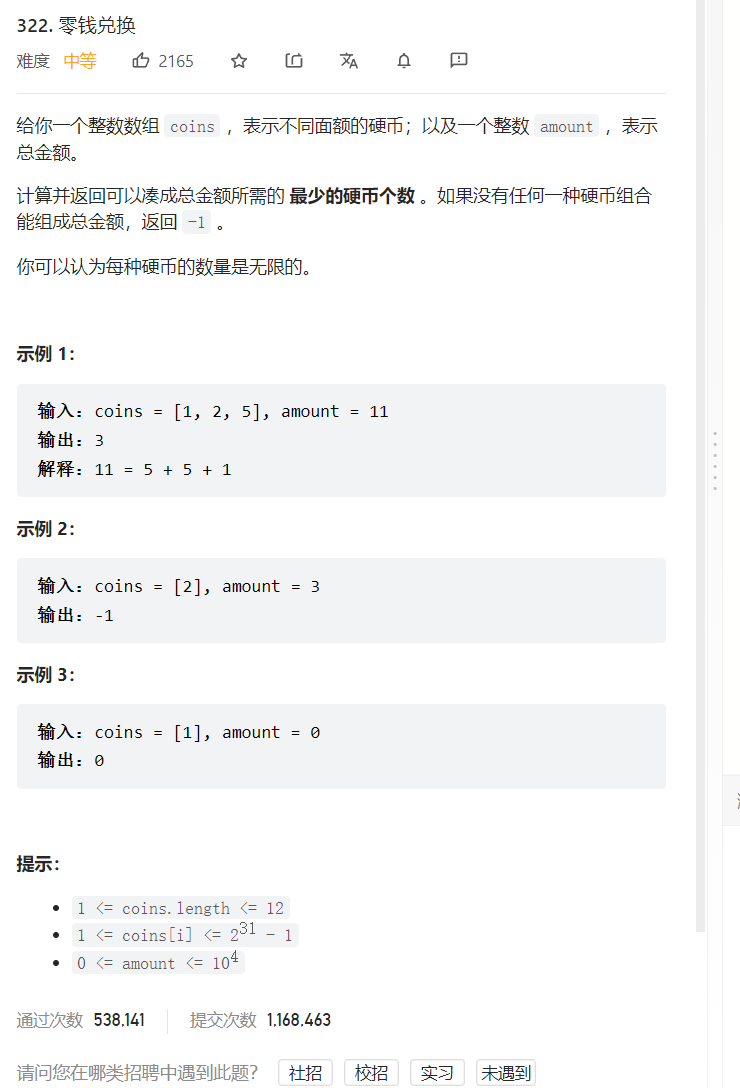 322. 零钱兑换
难度 中等 2165
给你一个整数数组 coins ，表示不同面额的硬币；以及一个整数 amount ，表示
总金额。
计算并返回可以凑成总金额所需的 最少的硬币个数 。如果没有任何一种硬币组合
能组成总金额，返回 -1 。
你可以认为每种硬币的数量是无限的。
示例 1：
输入：coins = [1, 2, 5], amount = 11
输出：3
解释：11 = 5 + 5 + 1
示例 2：
输入：coins = [2], amount = 3
输出：-1
示例 3：
输入：coins = [1], amount = 0
输出：0
提示：
1 <= coins.length <= 12
1 <= coins[i] <= 2^31 - 1
0 <= amount <= 10^4
通过次数 538,141 提交次数 1,168,463
请问您在哪类招聘中遇到此题？ 社招 校招 实习 未遇到